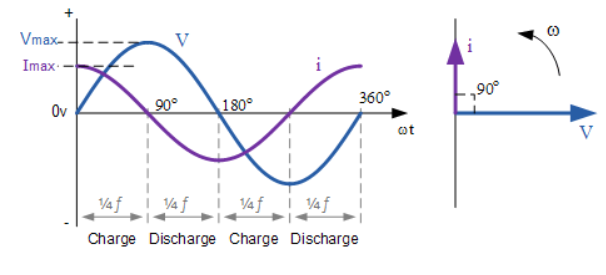 +
Vmax
V
Imax
i
0v
90°
180°
360°
ωt
¼ƒ
¼ƒ
¼ƒ
¼ƒ
-
Charge
Discharge
Charge
Discharge
i
ω
90°
V